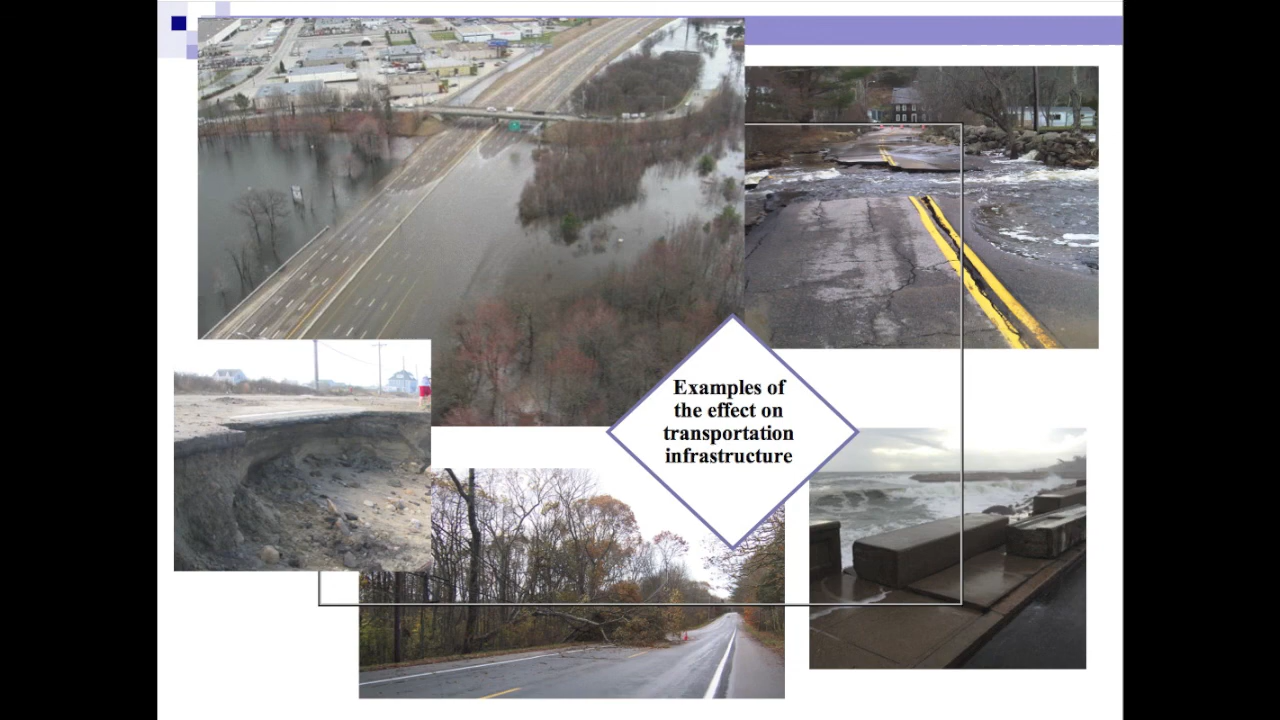 Examples of
the effect on
transportation
infrastructure